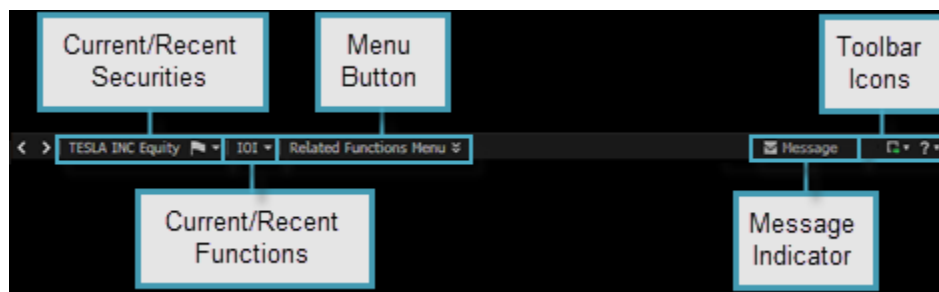 Current/Recent
Securities
Menu
Button
Toolbar
Icons
< > TESLA INC Equity IOI Related Functions Menu Message ?
Current/Recent
Functions
Message
Indicator